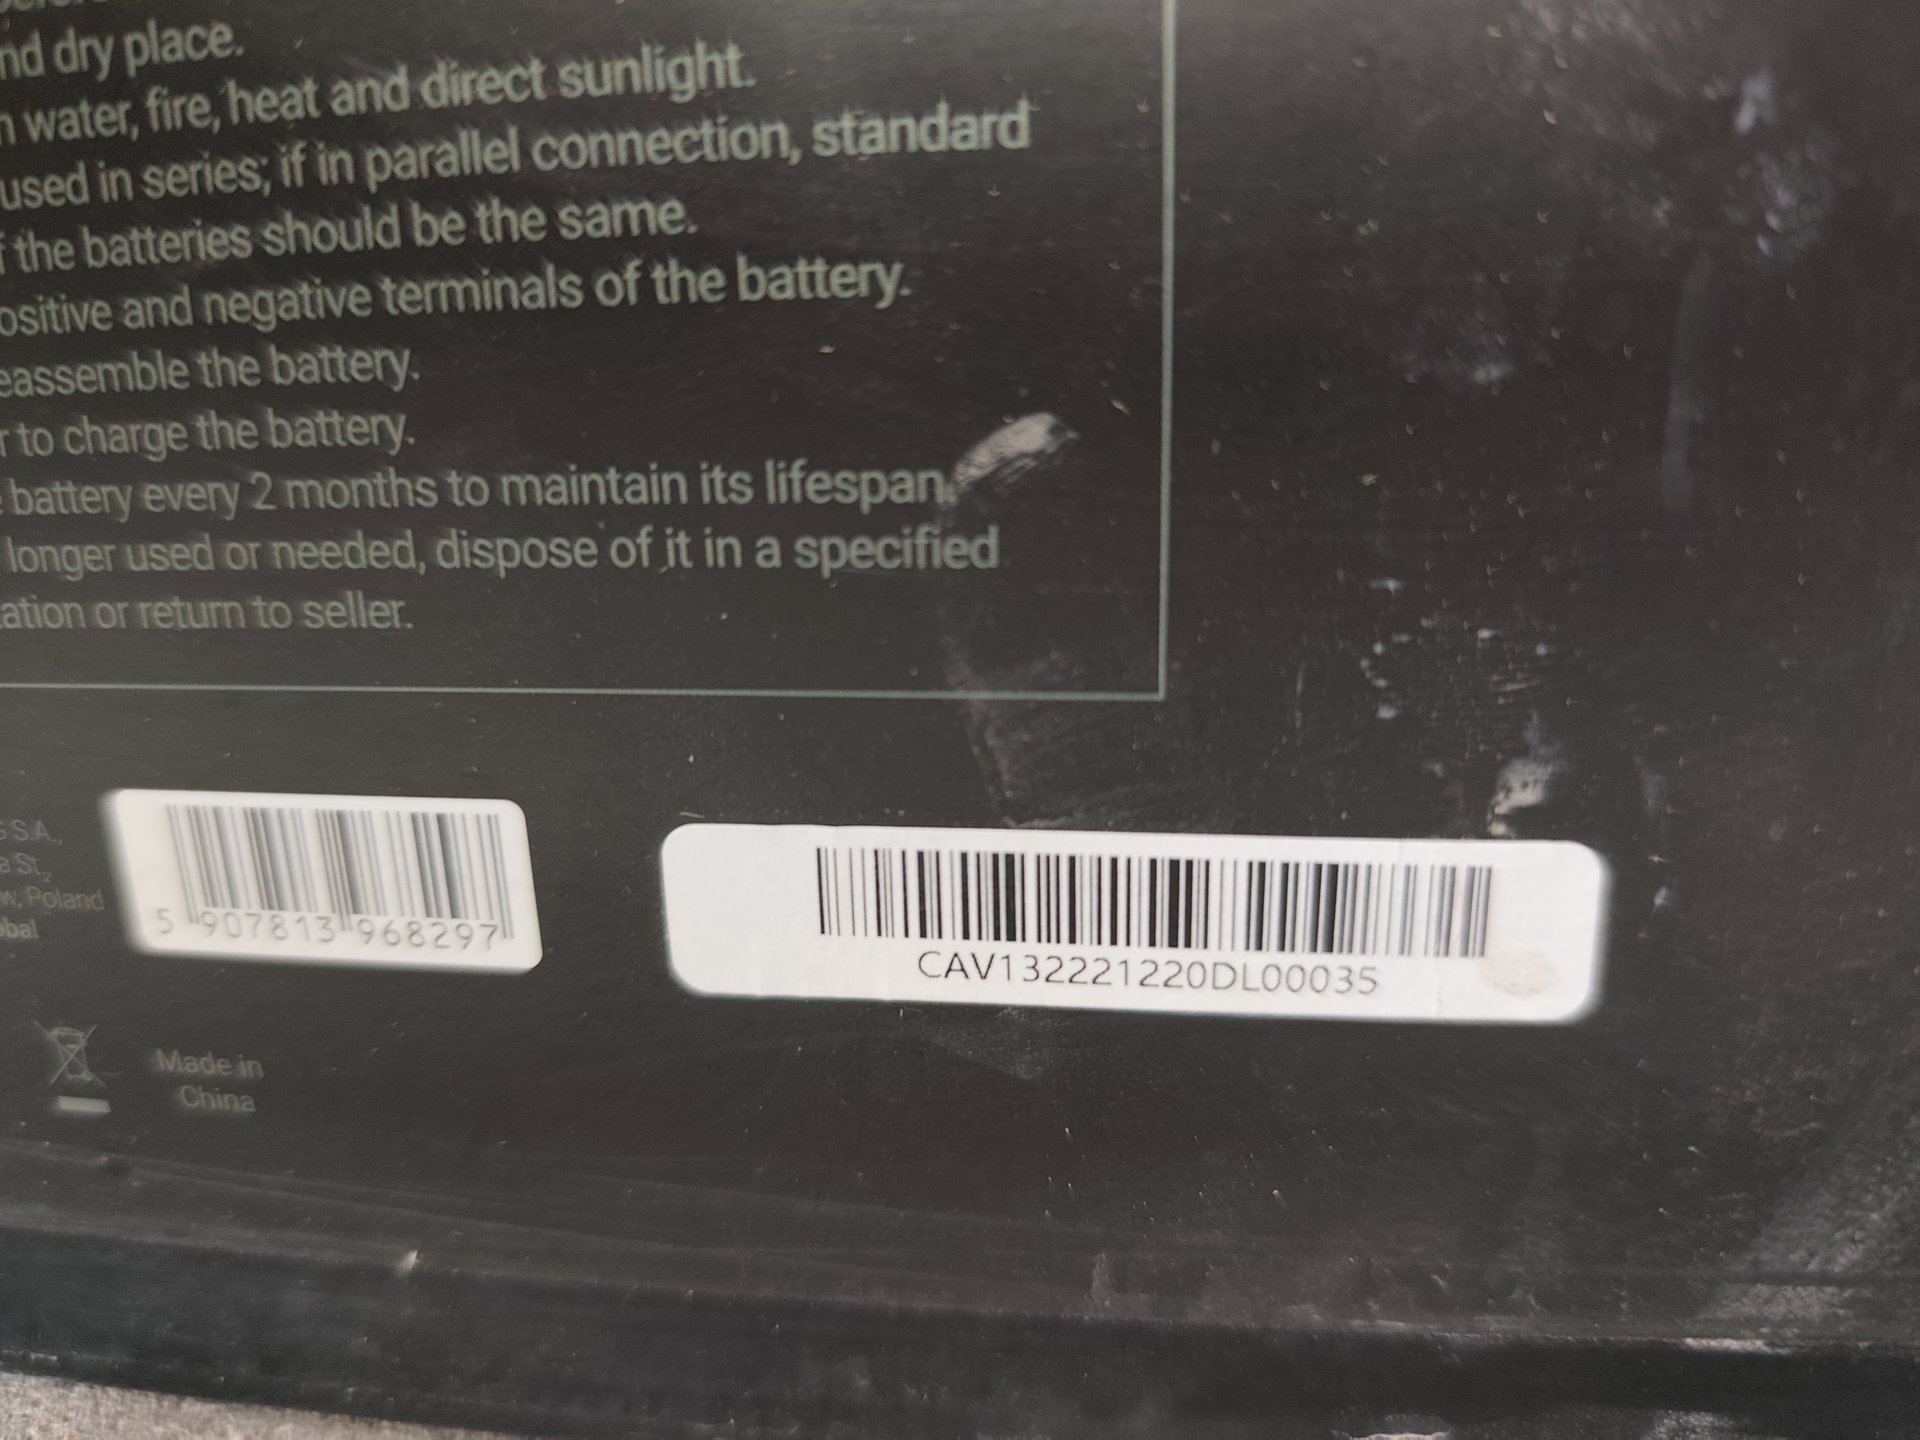 nd dry place.
water, fire, heat and direct sunlight.
used in series; if in parallel connection, standard
f the batteries should be the same.
ositive and negative terminals of the battery.
eassemble the battery.
r to charge the battery.
battery every 2 months to maintain its lifespan.
longer used or needed, dispose of it in a specified
ation or return to seller.
S.A.,
a St.,
w, Poland
obal
5 907813 968297
CAV132221220DL00035
Made in
China